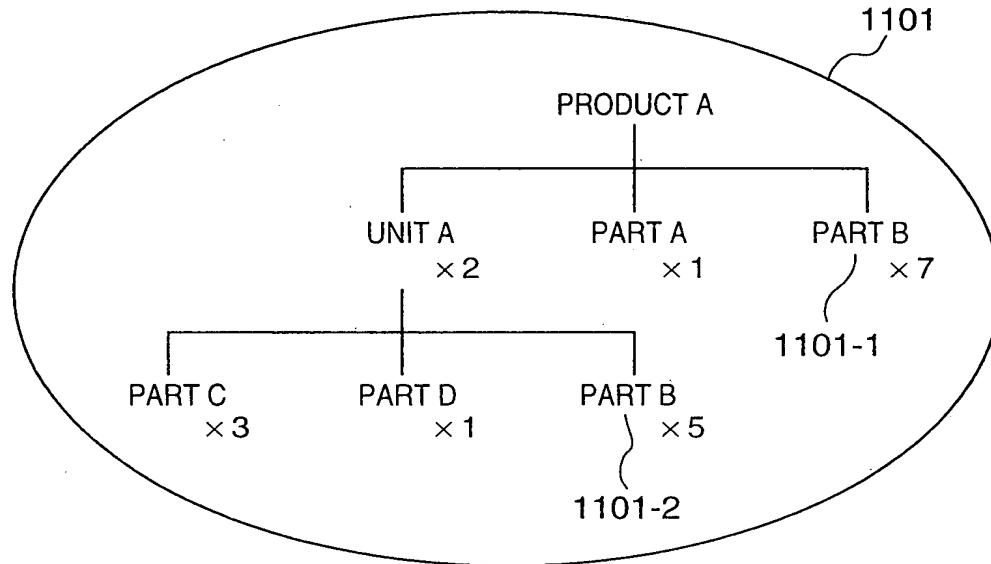 1101
PRODUCT A
UNIT A PART A PART B
×2 ×1 ×7
1101-1
PART C PART D PART B
×3 ×1 ×5
1101-2